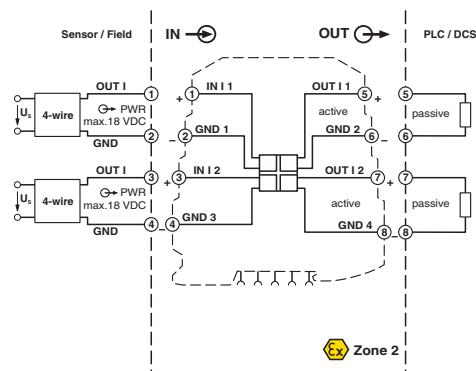 Sensor / Field
IN
OUT
PLC / DCS
OUT I
1
1
IN I 1
OUT I 1
5
5
+
+
Us
4-wire
PWR
max.18 VDC
active
passive
GND
2
–
2
GND 1
GND 2
6
–
6
OUT I
3
+
3
IN I 2
OUT I 2
7
+
7
Us
4-wire
PWR
max.18 VDC
active
passive
GND
4
–
4
GND 3
GND 4
8
–
8
Ex
Zone 2